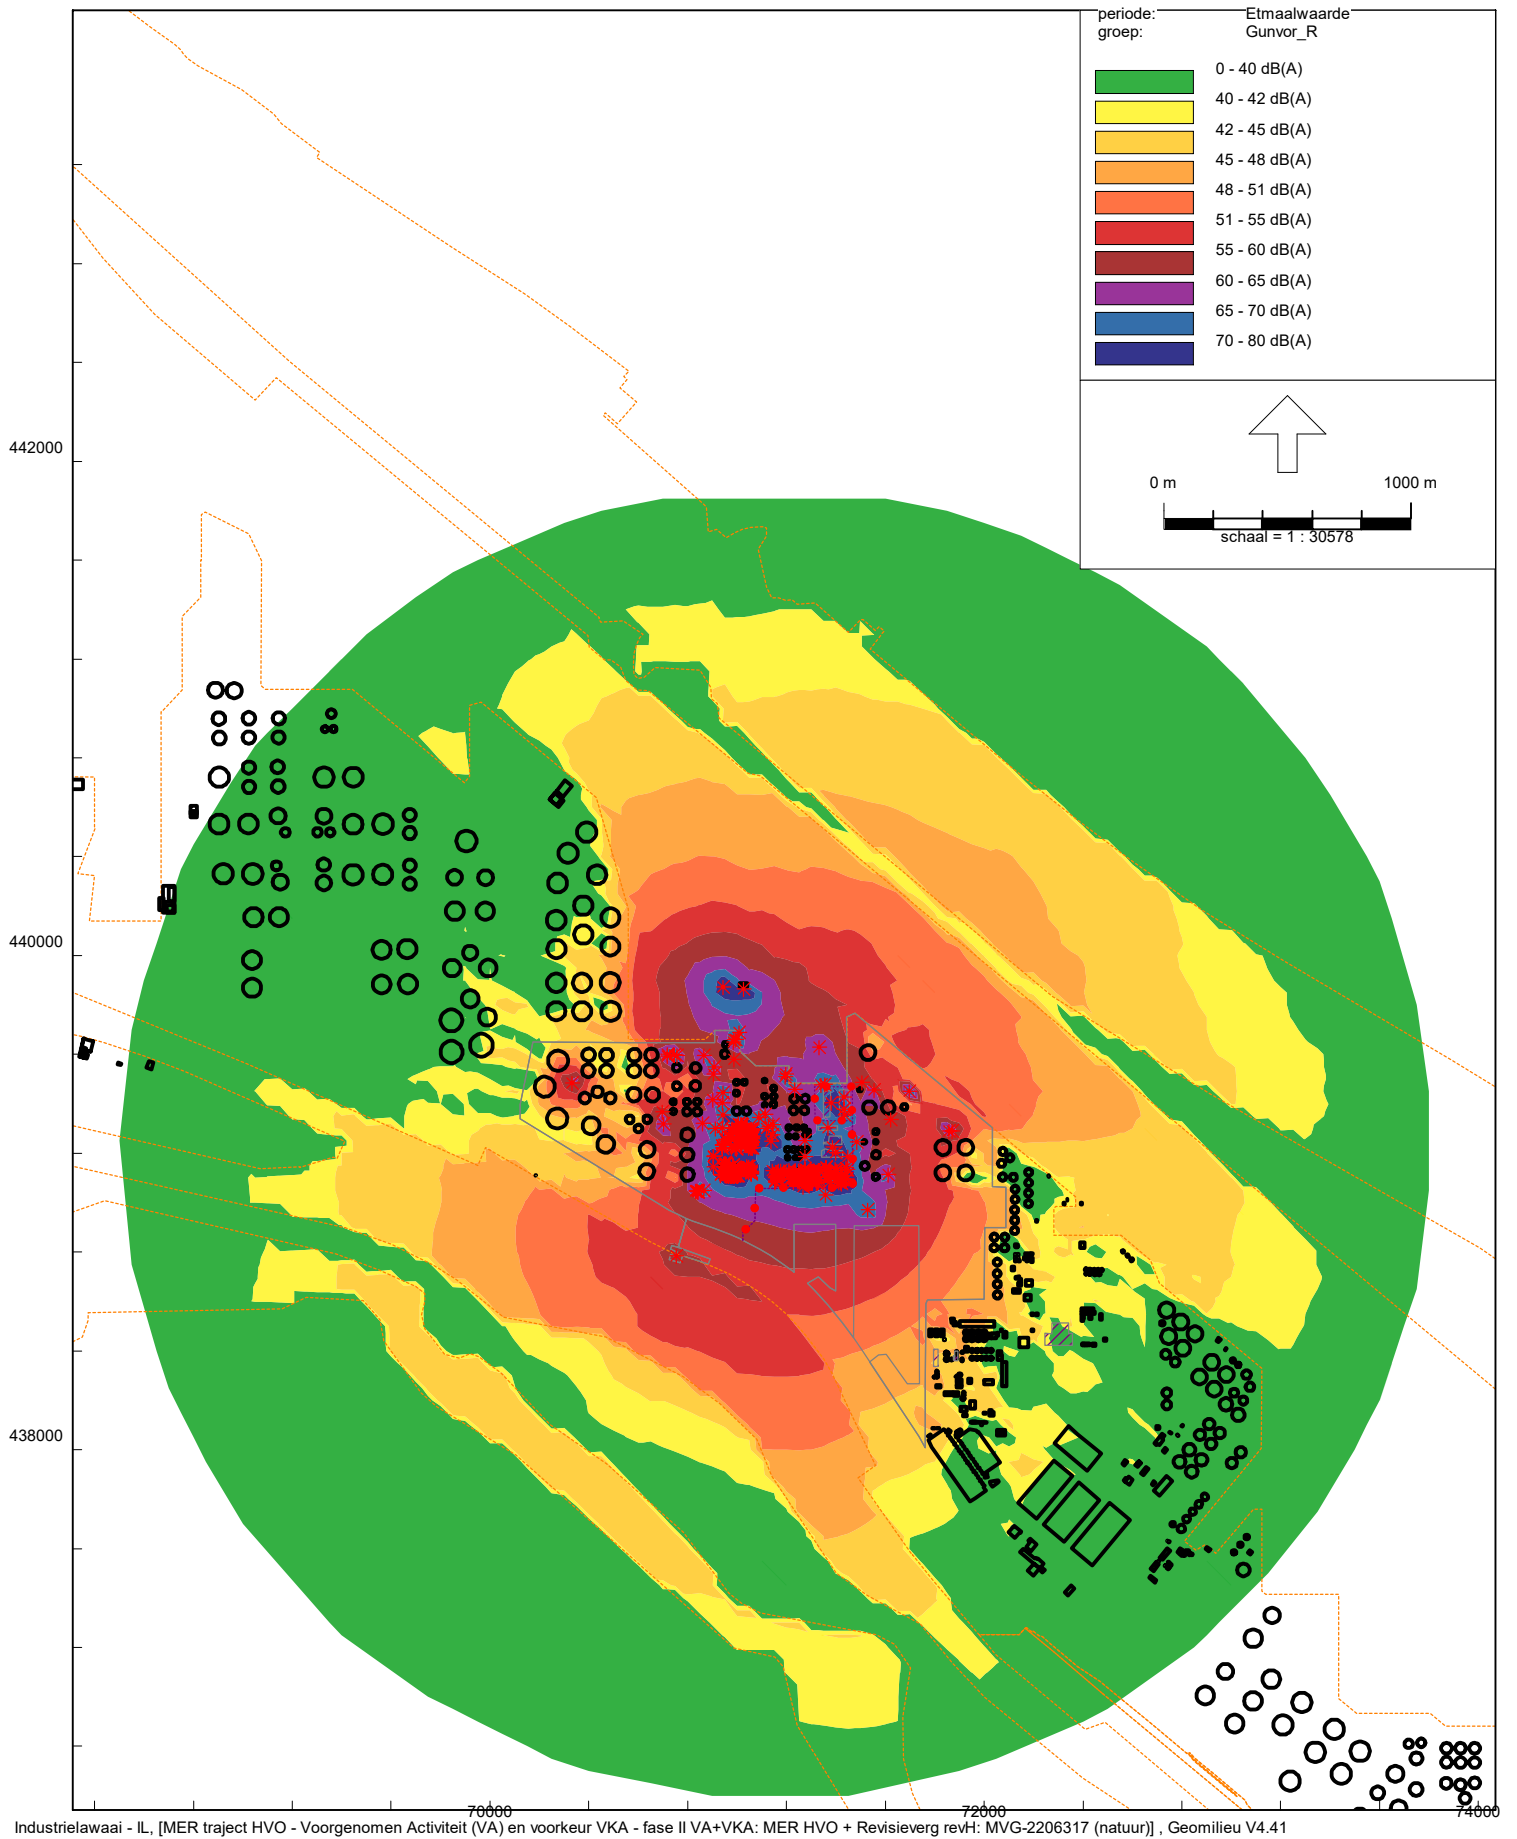 periode: Etmaalwaarde
groep: Gunvor_R
0 - 40 dB(A)
40 - 42 dB(A)
42 - 45 dB(A)
45 - 48 dB(A)
48 - 51 dB(A)
51 - 55 dB(A)
55 - 60 dB(A)
60 - 65 dB(A)
65 - 70 dB(A)
70 - 80 dB(A)
0 m 1000 m
schaal = 1 : 30578
442000
440000
438000
70000 72000 74000
Industrielawaai - IL, [MER traject HVO - Voorgenomen Activiteit (VA) en voorkeur VKA - fase II VA+VKA: MER HVO + Revisieverg revH: MVG-2206317 (natuur)] , Geomilieu V4.41